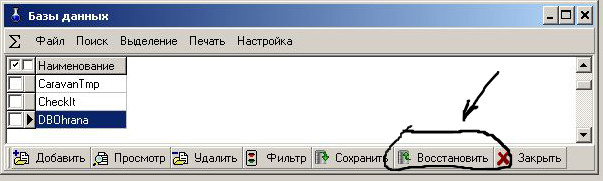 Базы данных
Σ Файл Поиск Выделение Печать Настройка
Наименование
CaravanTmp
CheckIt
DBOhrana
Добавить Просмотр Удалить Фильтр Сохранить Восстановить Закрыть